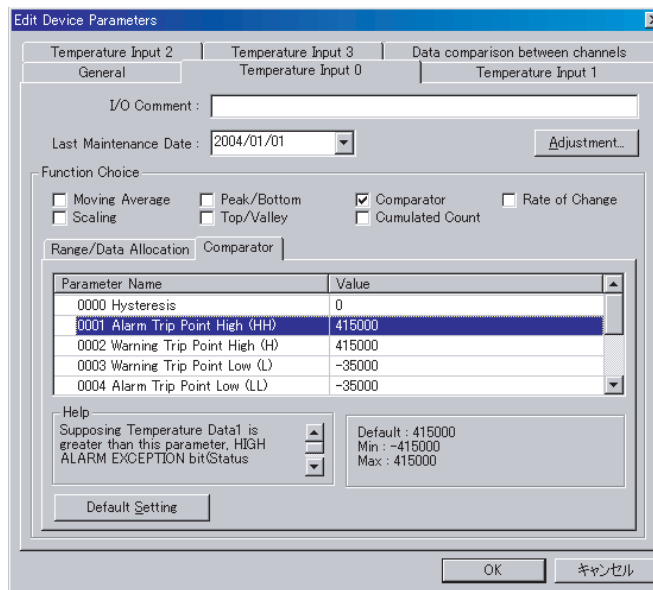 Edit Device Parameters
Temperature Input 2
Temperature Input 3
Data comparison between channels
General
Temperature Input 0
Temperature Input 1
I/O Comment :
Last Maintenance Date : 2004/01/01
Adjustment...
Function Choice
Moving Average
Peak/Bottom
Comparator
Rate of Change
Scaling
Top/Valley
Cumulated Count
Range/Data Allocation
Comparator
Parameter Name Value
0000 Hysteresis 0
0001 Alarm Trip Point High (HH) 415000
0002 Warning Trip Point High (H) 415000
0003 Warning Trip Point Low (L) -35000
0004 Alarm Trip Point Low (LL) -35000
Help
Supposing Temperature Data1 is
greater than this parameter, HIGH
ALARM EXCEPTION bit(Status
Default : 415000
Min : -415000
Max : 415000
Default Setting
OK
キャンセル